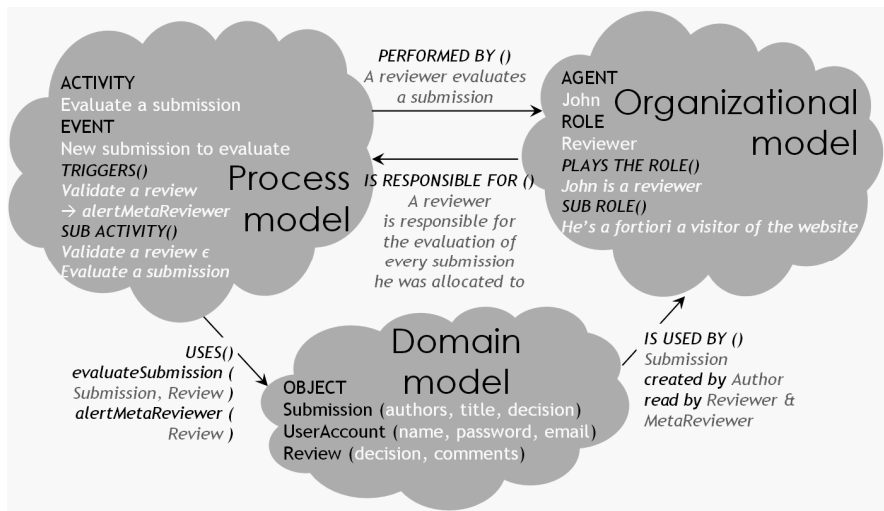 ACTIVITY
Evaluate a submission
EVENT
New submission to evaluate
TRIGGERS()
Validate a review
→ alertMetaReviewer
SUB ACTIVITY()
Validate a review ϵ
Evaluate a submission
Process
model
PERFORMED BY ()
A reviewer evaluates
a submission
IS RESPONSIBLE FOR ()
A reviewer
is responsible for
the evaluation of
every submission
he was allocated to
AGENT
John
ROLE
Reviewer
PLAYS THE ROLE()
John is a reviewer
SUB ROLE()
He's a fortiori a visitor of the website
Organizational
model
USES()
evaluateSubmission (
Submission, Review )
alertMetaReviewer (
Review )
Domain
model
OBJECT
Submission (authors, title, decision)
UserAccount (name, password, email)
Review (decision, comments)
IS USED BY ()
Submission
created by Author
read by Reviewer &
MetaReviewer